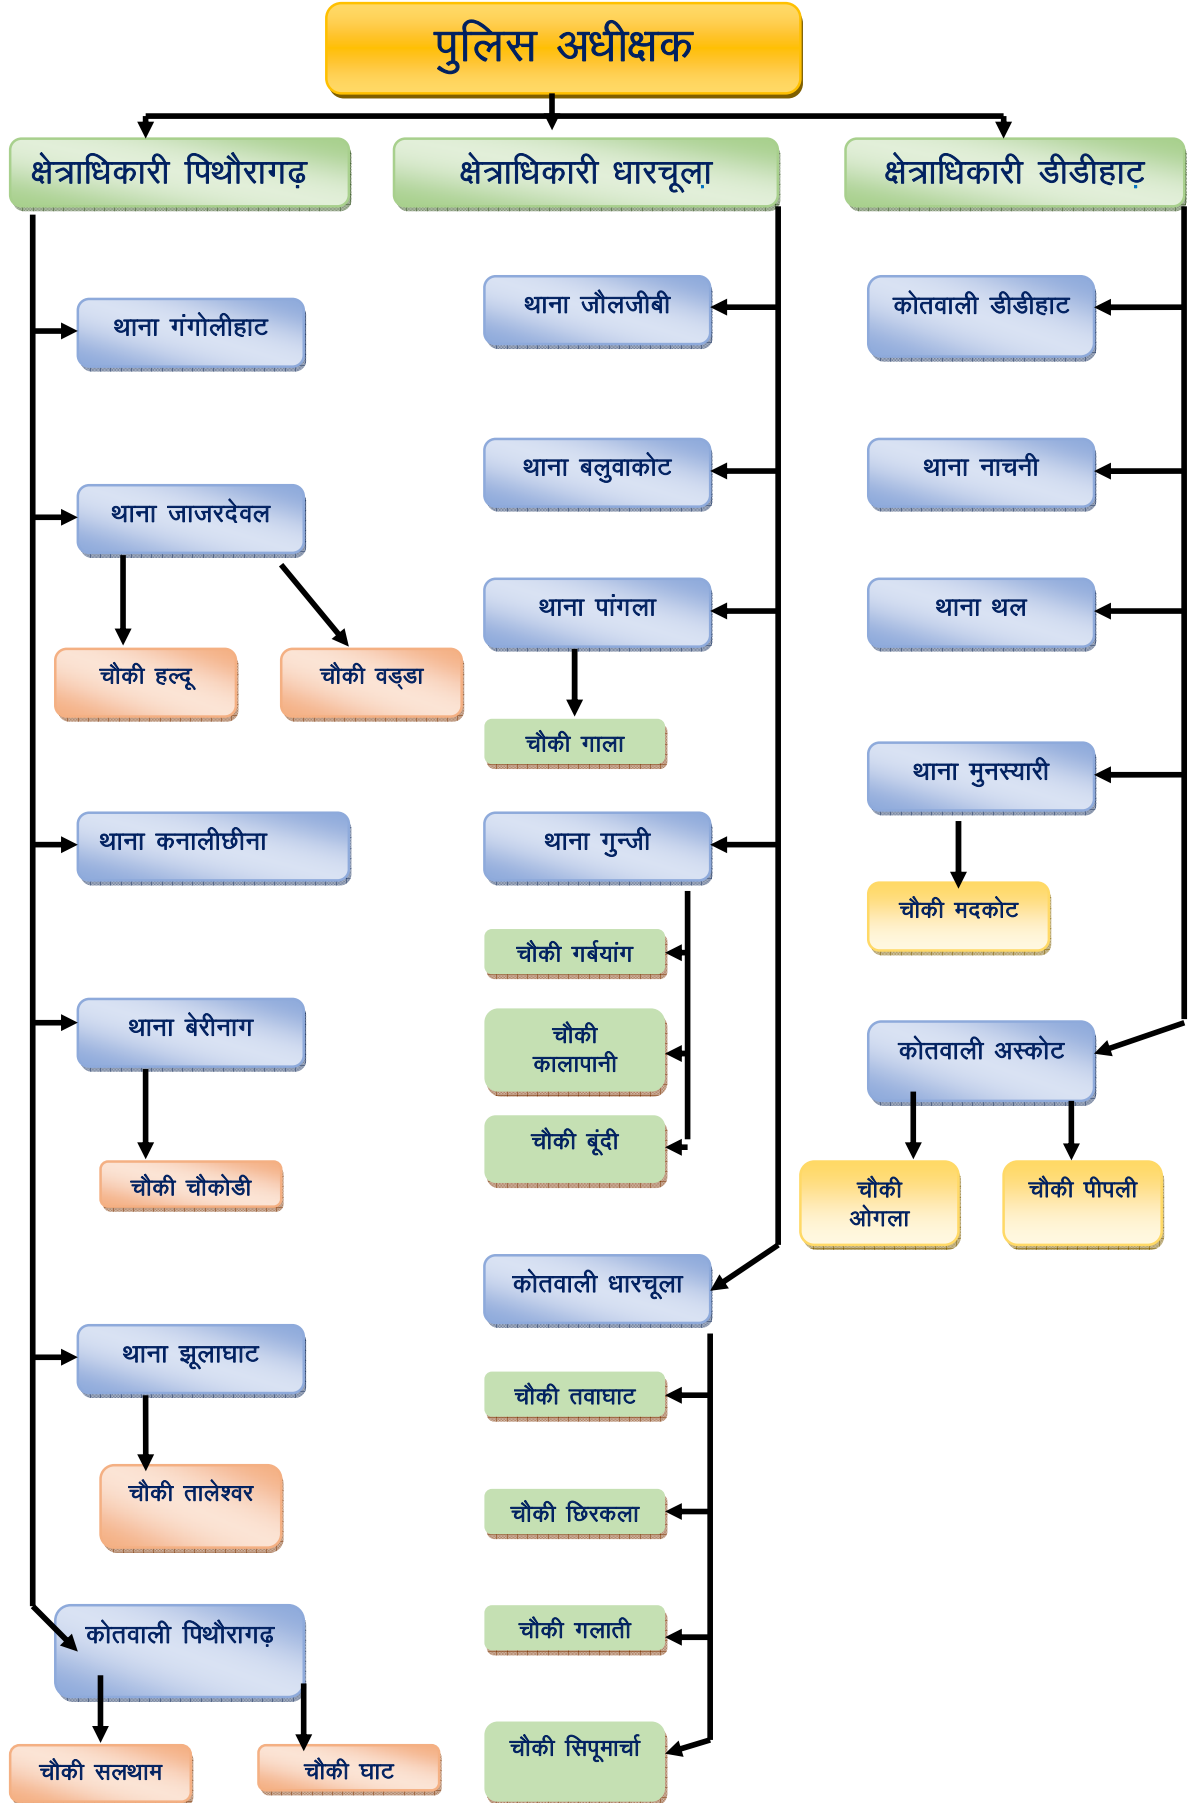 पुलिस अधीक्षक
क्षेत्राधिकारी पिथौरागढ़
थाना गंगोलीहाट
थाना जाजरदेवल
चौकी हल्दू
चौकी वड्डा
थाना कनालीछीना
थाना बेरीनाग
चौकी चौकोडी
थाना झूलाघाट
चौकी तालेश्वर
कोतवाली पिथौरागढ़
चौकी सलथाम
चौकी घाट
क्षेत्राधिकारी धारचूला
थाना जौलजीबी
थाना बलुवाकोट
थाना पांगला
चौकी गाला
थाना गुन्जी
चौकी गर्बयांग
चौकी
कालापानी
चौकी बूंदी
कोतवाली धारचूला
चौकी तवाघाट
चौकी छिरकला
चौकी गलाती
चौकी सिपूमार्चा
क्षेत्राधिकारी डीडीहाट
कोतवाली डीडीहाट
थाना नाचनी
थाना थल
थाना मुनस्यारी
चौकी मदकोट
कोतवाली अस्कोट
चौकी
ओगला
चौकी पीपली